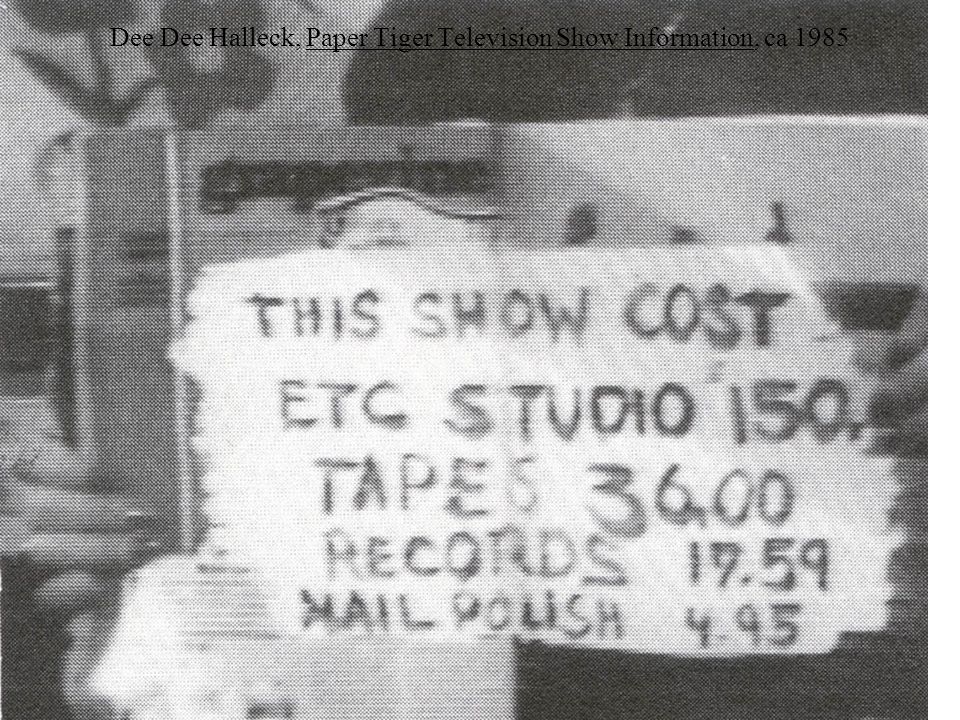 Dee Dee Halleck, Paper Tiger Television Show Information, ca 1985
THIS SHOW COST
ETC STUDIO 150.
TAPES 36.00
RECORDS 17.59
NAIL POLISH 4.95